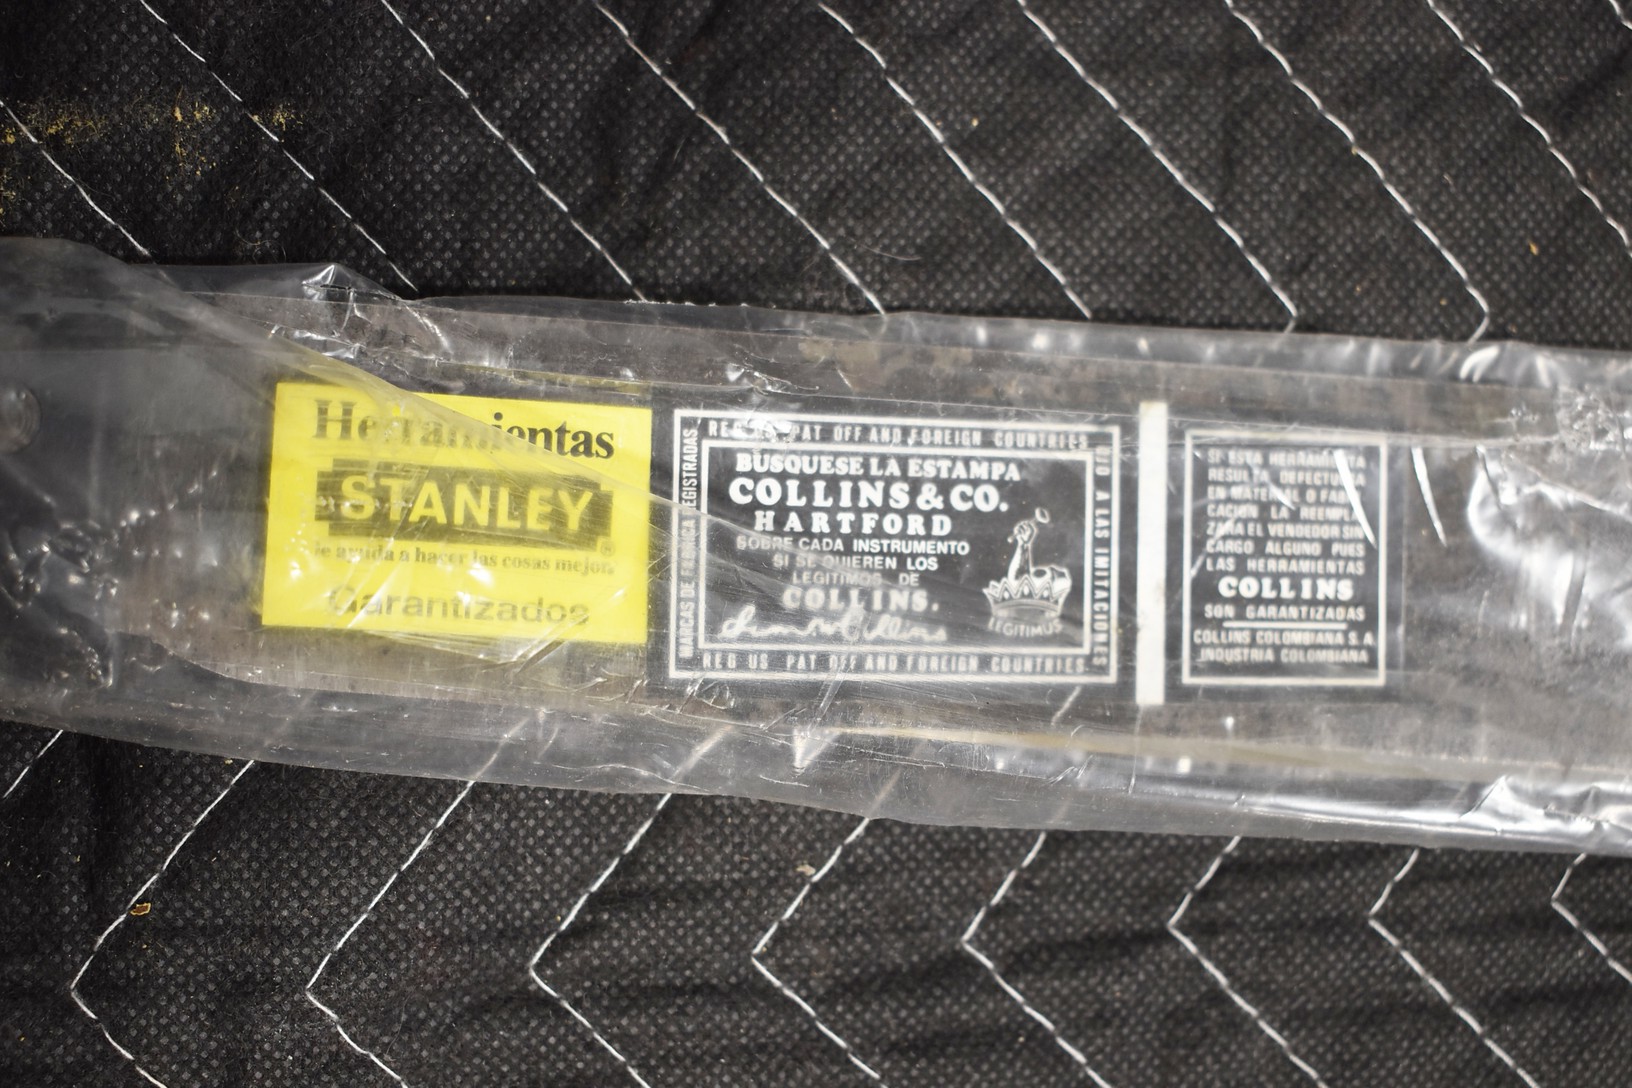 Herramientas
STANLEY
le ayuda a hacer las cosas mejor.
Garantizados
REG US PAT OFF AND FOREIGN COUNTRIES
MARCAS DE FABRICA REGISTRADAS
BUSQUESE LA ESTAMPA
COLLINS & CO.
HARTFORD
SOBRE CADA INSTRUMENTO
SI SE QUIEREN LOS
LEGITIMOS DE
COLLINS.
LEGITIMUS
OJO A LAS IMITACIONES
REG US PAT OFF AND FOREIGN COUNTRIES
SI ESTA HERRAMIENTA
RESULTA DEFECTUOSA
EN MATERIAL O FABRI
CACION LA REEMPLA
ZARA EL VENDEDOR SIN
CARGO ALGUNO PUES
LAS HERRAMIENTAS
COLLINS
SON GARANTIZADAS
COLLINS COLOMBIANA S.A.
INDUSTRIA COLOMBIANA